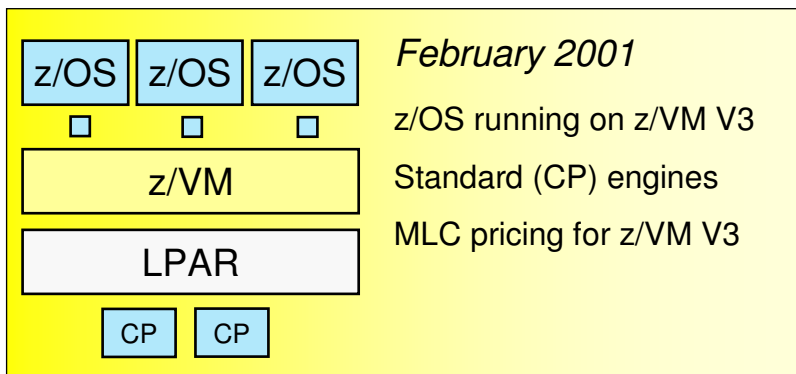 z/OS z/OS z/OS
z/VM
LPAR
CP CP
February 2001
z/OS running on z/VM V3
Standard (CP) engines
MLC pricing for z/VM V3